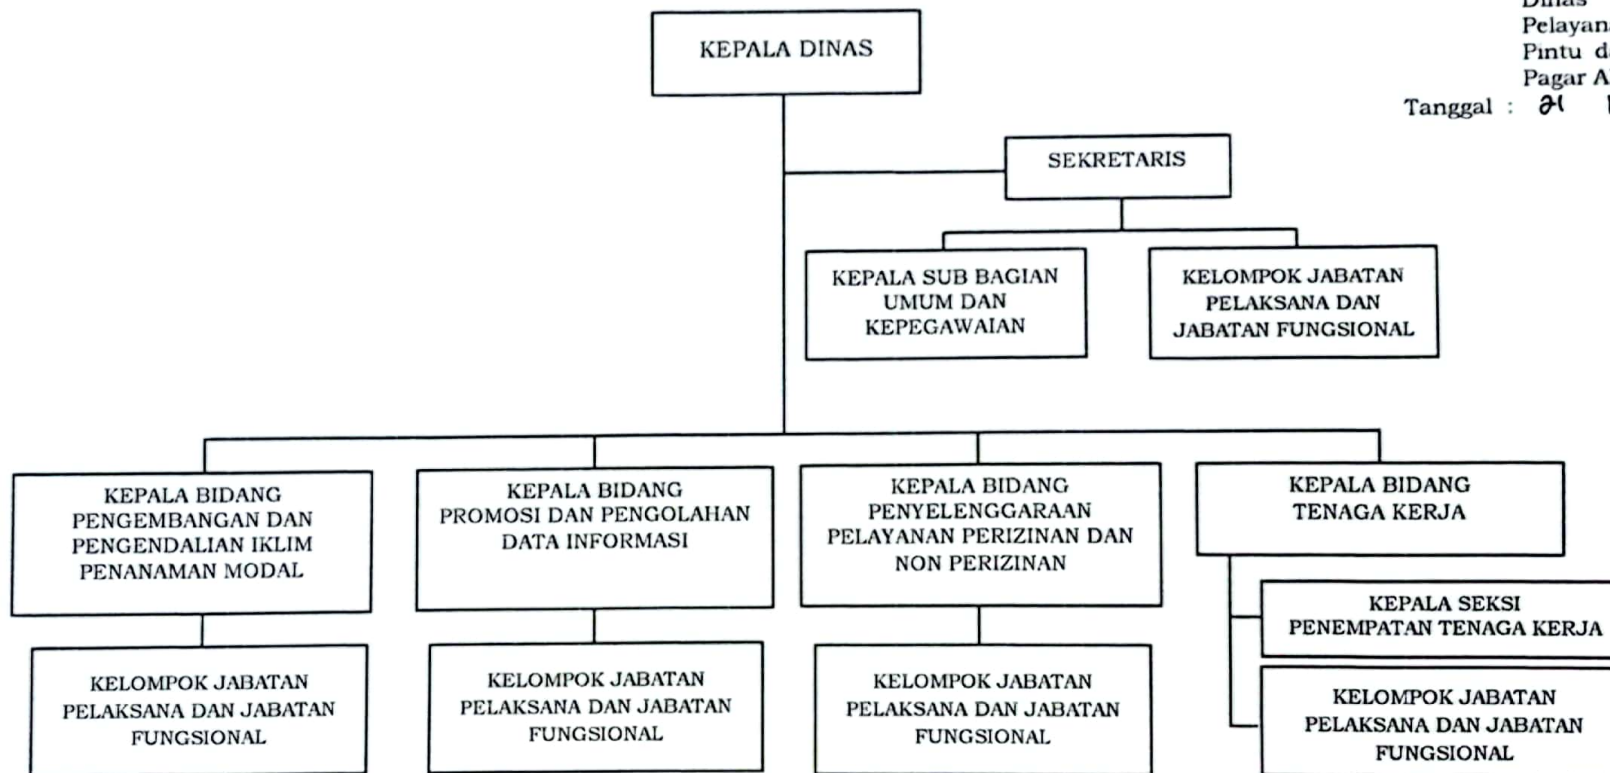 KEPALA DINAS
Dinas
Pintu
Tanggal :
SEKRETARIS
KEPALA SUB BAGIAN
UMUM DAN
KEPEGAWAIAN
KELOMPOK JABATAN
PELAKSANA DAN
JABATAN FUNGSIONAL
KEPALA BIDANG
PENGEMBANGAN DAN
PENGENDALIAN IKLIM
PENANAMAN MODAL
KEPALA BIDANG
PROMOSI DAN PENGOLAHAN
DATA INFORMASI
KEPALA BIDANG
PENYELENGGARAAN
PELAYANAN PERIZINAN DAN
NON PERIZINAN
KEPALA BIDANG
TENAGA KERJA
KEPALA SEKSI
PENEMPATAN TENAGA KERJA
KELOMPOK JABATAN
PELAKSANA DAN JABATAN
FUNGSIONAL
KELOMPOK JABATAN
PELAKSANA DAN JABATAN
FUNGSIONAL
KELOMPOK JABATAN
PELAKSANA DAN JABATAN
FUNGSIONAL
KELOMPOK JABATAN
PELAKSANA DAN JABATAN
FUNGSIONAL